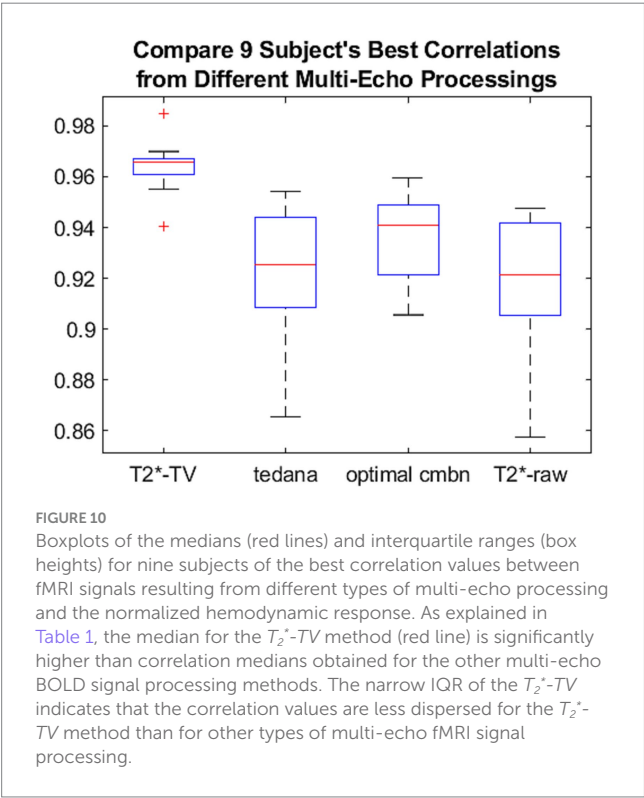 Compare 9 Subject's Best Correlations
from Different Multi-Echo Processings
0.98
0.96
0.94
0.92
0.9
0.88
0.86
T2*-TV tedana optimal cmbn T2*-raw
FIGURE 10
Boxplots of the medians (red lines) and interquartile ranges (box
heights) for nine subjects of the best correlation values between
fMRI signals resulting from different types of multi-echo processing
and the normalized hemodynamic response. As explained in
Table 1, the median for the T₂*-TV method (red line) is significantly
higher than correlation medians obtained for the other multi-echo
BOLD signal processing methods. The narrow IQR of the T₂*-TV
indicates that the correlation values are less dispersed for the T₂*-
TV method than for other types of multi-echo fMRI signal
processing.